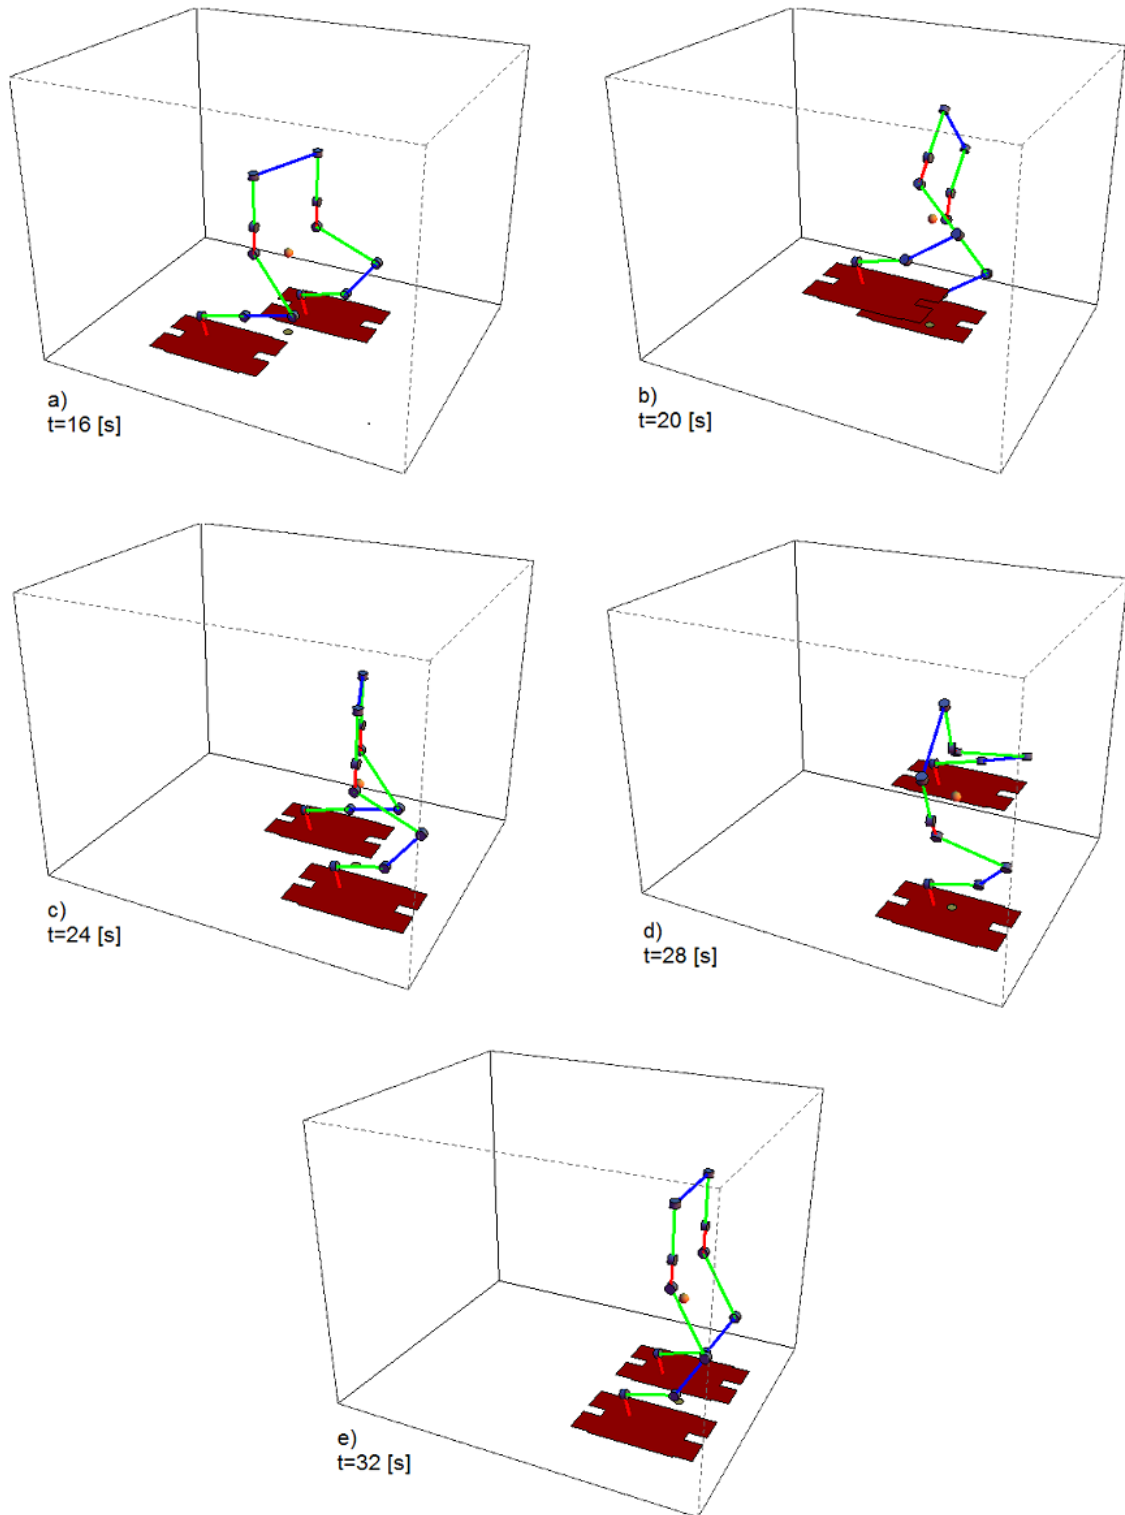 a)
t=16 [s]
b)
t=20 [s]
c)
t=24 [s]
d)
t=28 [s]
e)
t=32 [s]